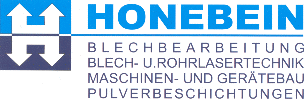 HONEBEIN
BLECHBEARBEITUNG
BLECH- U.ROHRLASERTECHNIK
MASCHINEN- UND GERÄTEBAU
PULVERBESCHICHTUNGEN